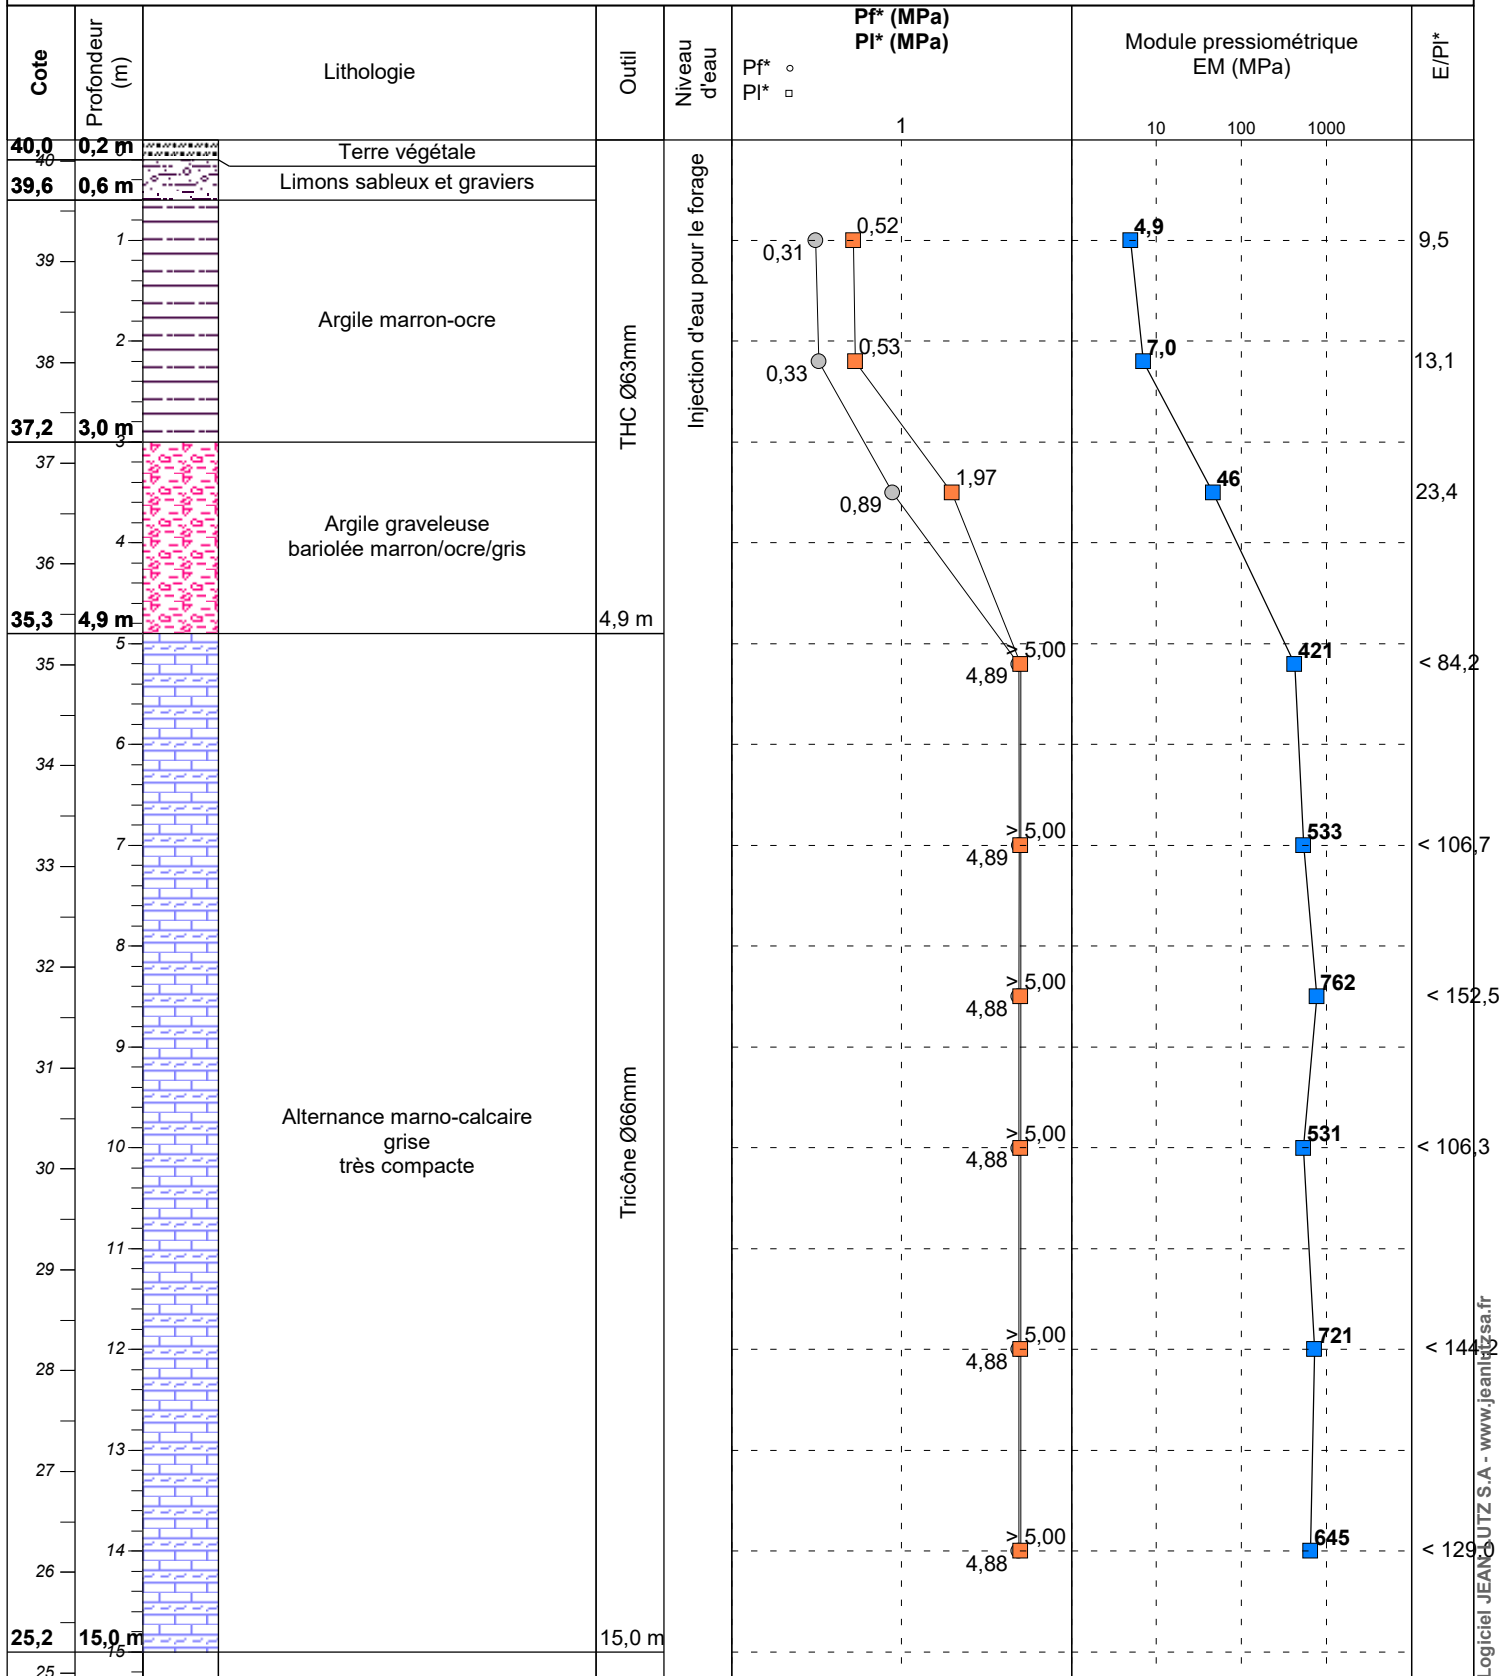 Cote
Profondeur
(m)
Lithologie
Outil
Niveau
d'eau
Pf* (MPa)
Pl* (MPa)
Pf*
Pl*
1
Module pressiométrique
EM (MPa)
10 100 1000
E/Pl*
40,0 0,2 m
0
40
Terre végétale
39,6 0,6 m
Limons sableux et graviers
Injection d'eau pour le forage
1
39
0,31
0,52
4,9
9,5
Argile marron-ocre
2
38
0,33
0,53
7,0
13,1
THC Ø63mm
37,2 3,0 m
3
37
0,89
1,97
46
23,4
Argile graveleuse
bariolée marron/ocre/gris
4
36
35,3 4,9 m
4,9 m
5
35
4,89
> 5,00
421
< 84,2
6
34
7
33
4,89
> 5,00
533
< 106,7
8
32
4,88
> 5,00
762
< 152,5
9
31
Alternance marno-calcaire
grise
très compacte
Tricône Ø66mm
10
30
4,88
> 5,00
531
< 106,3
11
29
12
28
4,88
> 5,00
721
< 144,2
13
27
14
26
4,88
> 5,00
645
< 129,0
25,2 15,0 m
15
15,0 m
25
Logiciel JEAN LUTZ S.A - www.jeanlutzsa.fr